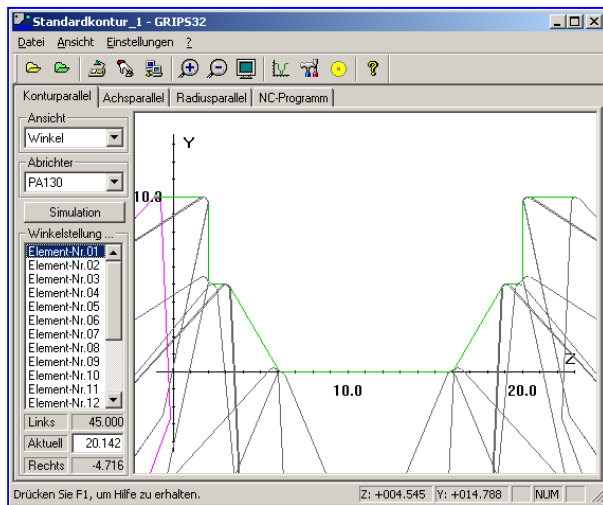 Standardkontur_1 - GRIPS32
Datei Ansicht Einstellungen ?
Konturparallel Achsparallel Radiusparallel NC-Programm
Ansicht
Winkel
Abrichter
PA130
Simulation
Winkelstellung ...
Element-Nr.01
Element-Nr.02
Element-Nr.03
Element-Nr.04
Element-Nr.05
Element-Nr.06
Element-Nr.07
Element-Nr.08
Element-Nr.09
Element-Nr.10
Element-Nr.11
Element-Nr.12
Links 45.000
Aktuell 20.142
Rechts -4.716
Y
10.0
Z
10.0 20.0
Drücken Sie F1, um Hilfe zu erhalten. Z: +004.545 Y: +014.788 NUM